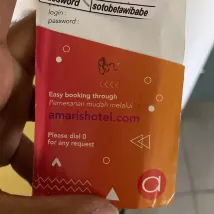 password : sotobetawibabe
login :
password :
Easy booking through
Pemesanan mudah melalui
amarishotel.com
Please dial 0
for any request
a